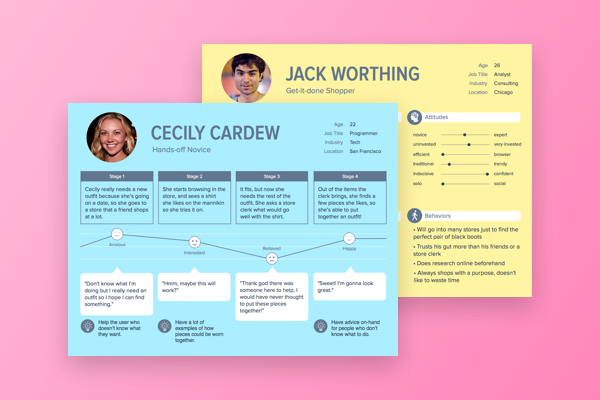 JACK WORTHING
Get-it-done Shopper
Age 26
Job Title Analyst
Industry Consulting
Location Chicago
Attitudes
novice expert
uninvested very invested
efficient browser
traditional trendy
indecisive confident
solo social
Behaviors
• Will go into many stores just to find the
perfect pair of black boots
• Trusts his gut more than his friends or a
store clerk
• Does research online beforehand
• Always shops with a purpose, doesn't
like to waste time
CECILY CARDEW
Hands-off Novice
Age 22
Job Title Programmer
Industry Tech
Location San Francisco
Stage 1
Cecily really needs a new
outfit because she's going
on a date, so she goes to
a store that a friend shops
at a lot.
Stage 2
She starts browsing in the
store, and sees a shirt
she likes on the mannikin
so she tries it on.
Stage 3
It fits, but now she
needs the rest of the
outfit. She asks a store
clerk what would go
well with the shirt.
Stage 4
Out of the items the
clerk brings, she finds a
few pieces she likes, so
she's able to put
together an outfit!
Anxious
Interested
Relieved
Happy
"Don't know what I'm
doing but I really need an
outfit so I hope I can find
something."
"Hmm, maybe this will
work?"
"Thank god there was
someone here to help, I
would have never thought
to put these pieces
together!"
"Sweet! I'm gonna look
great."
Help the user who
doesn't know what
they want.
Have a lot of
examples of how
pieces could be worn
together.
Have advice on-hand
for people who don't
know what to do.